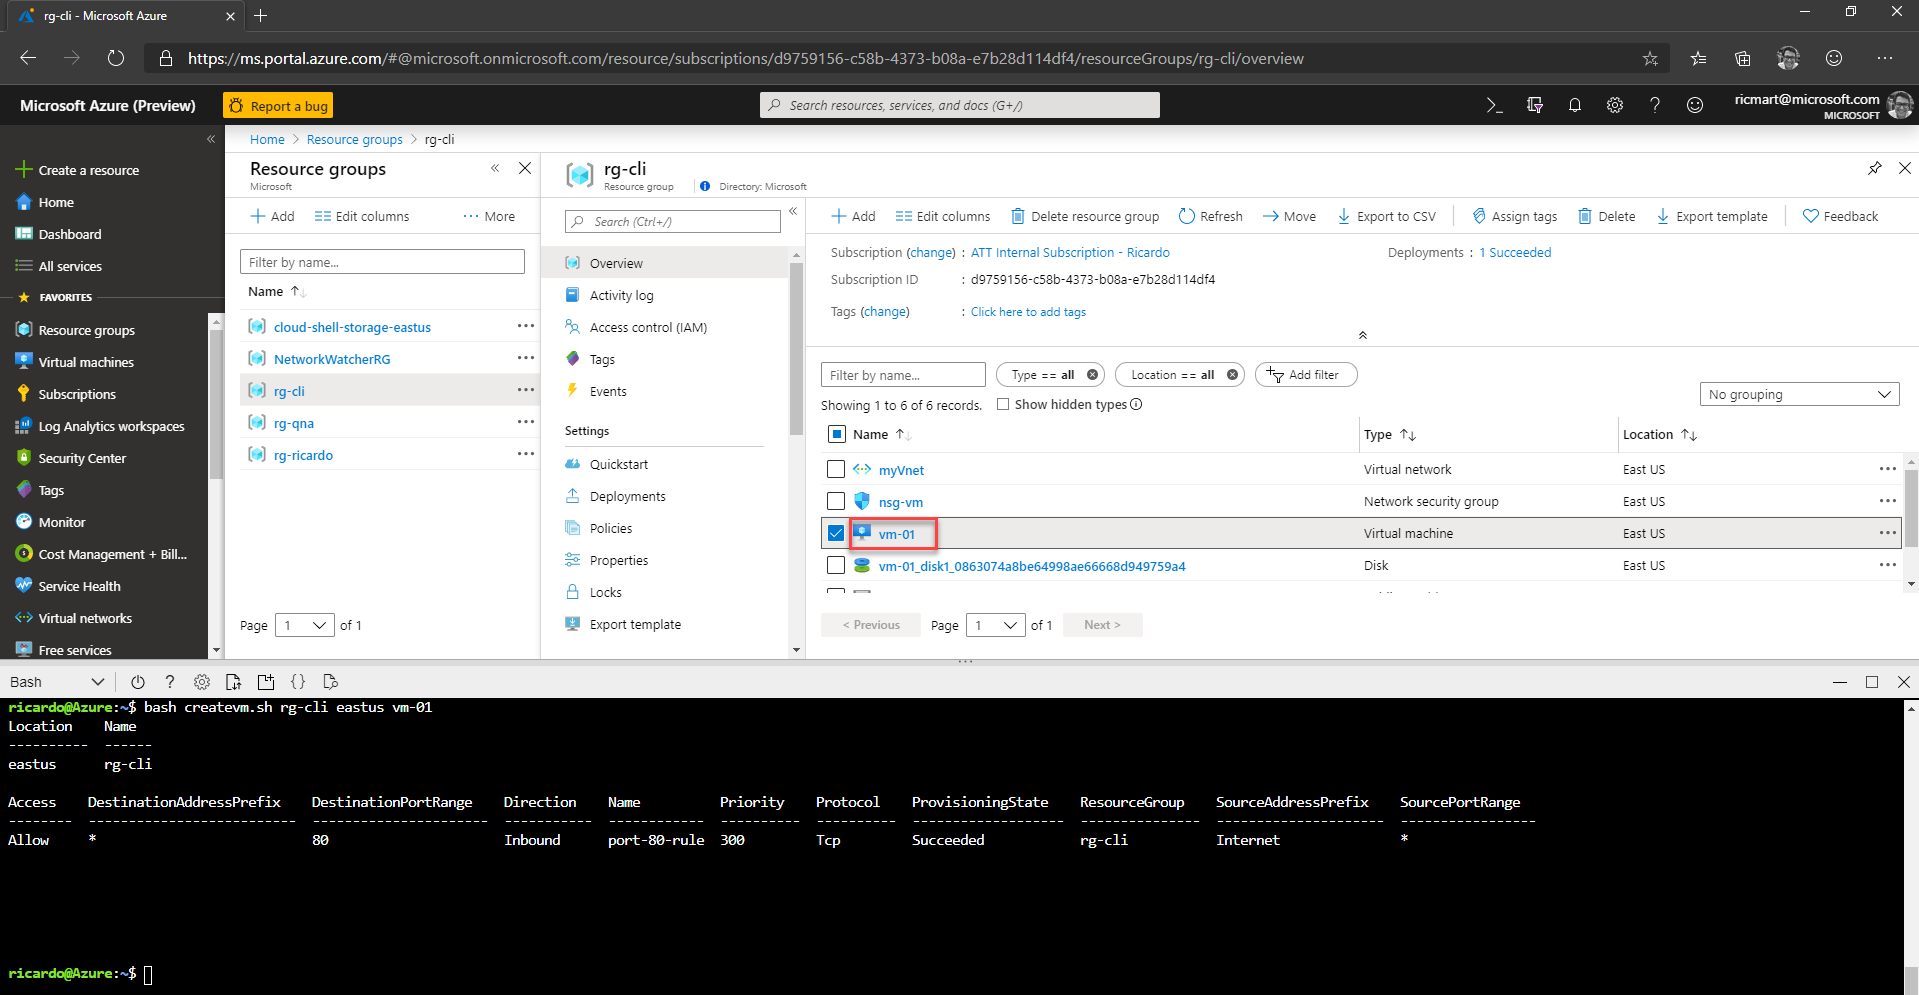 rg-cli - Microsoft Azure
https://ms.portal.azure.com/#@microsoft.onmicrosoft.com/resource/subscriptions/d9759156-c58b-4373-b08a-e7b28d114df4/resourceGroups/rg-cli/overview
Microsoft Azure (Preview)
Report a bug
Search resources, services, and docs (G+/)
ricmart@microsoft.com
MICROSOFT
Create a resource
Home
Dashboard
All services
FAVORITES
Resource groups
Virtual machines
Subscriptions
Log Analytics workspaces
Security Center
Tags
Monitor
Cost Management + Bill...
Service Health
Virtual networks
Free services
Home > Resource groups > rg-cli
Resource groups
Microsoft
Add Edit columns ··· More
Filter by name...
Name
cloud-shell-storage-eastus
NetworkWatcherRG
rg-cli
rg-qna
rg-ricardo
Page 1 of 1
rg-cli
Resource group
Directory: Microsoft
Search (Ctrl+/)
Overview
Activity log
Access control (IAM)
Tags
Events
Settings
Quickstart
Deployments
Policies
Properties
Locks
Export template
Add Edit columns Delete resource group Refresh Move Export to CSV Assign tags Delete Export template Feedback
Subscription (change) : ATT Internal Subscription - Ricardo
Deployments : 1 Succeeded
Subscription ID : d9759156-c58b-4373-b08a-e7b28d114df4
Tags (change) : Click here to add tags
Filter by name...
Type == all
Location == all
Add filter
Showing 1 to 6 of 6 records.
Show hidden types
No grouping
Name Type Location
myVnet Virtual network East US
nsg-vm Network security group East US
vm-01 Virtual machine East US
vm-01_disk1_0863074a8be64998ae66668d949759a4 Disk East US
< Previous Page 1 of 1 Next >
Bash
ricardo@Azure:~$ bash createvm.sh rg-cli eastus vm-01
Location Name
---------- ------
eastus rg-cli
Access DestinationAddressPrefix DestinationPortRange Direction Name Priority Protocol ProvisioningState ResourceGroup SourceAddressPrefix SourcePortRange
-------- -------------------------- ---------------------- ----------- ------------ ---------- ---------- ------------------- --------------- --------------------- -----------------
Allow * 80 Inbound port-80-rule 300 Tcp Succeeded rg-cli Internet *
ricardo@Azure:~$